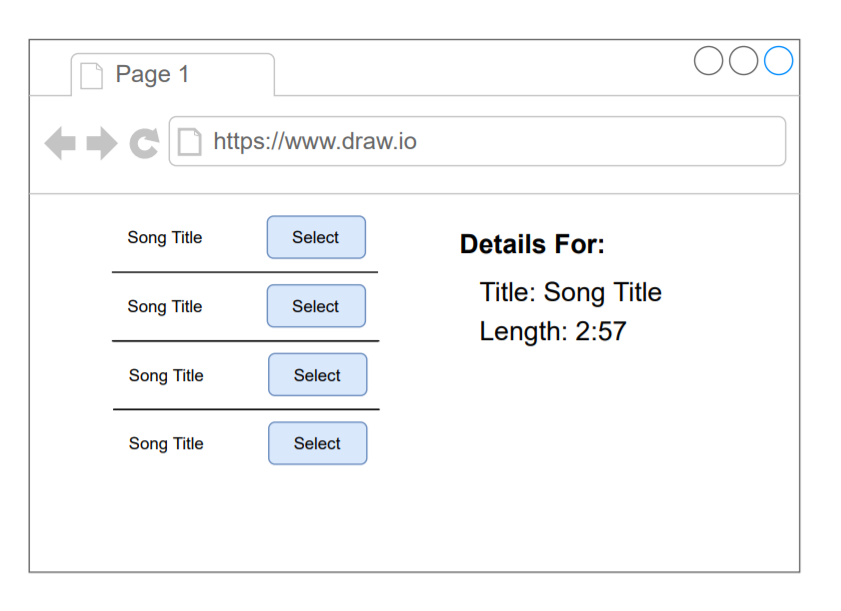 Page 1
https://www.draw.io
Song Title Select
Song Title Select
Song Title Select
Song Title Select
Details For:
Title: Song Title
Length: 2:57